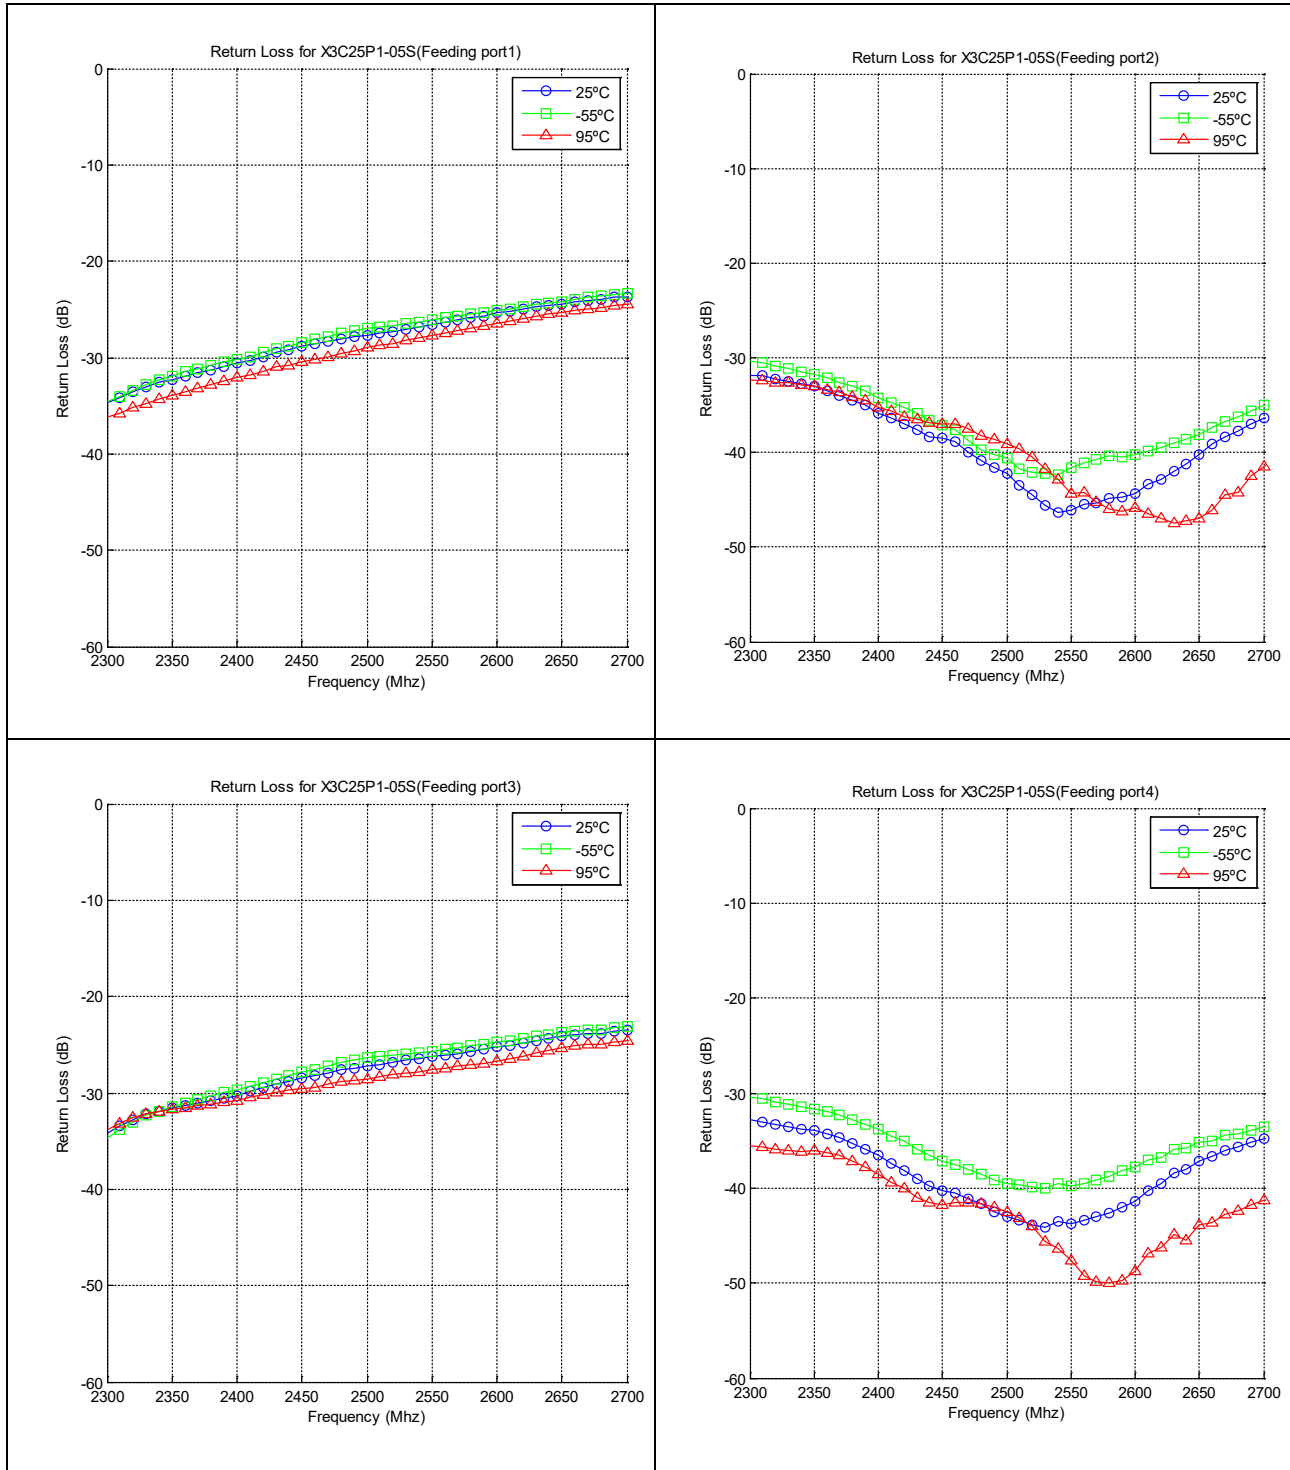 Return Loss for X3C25P1-05S(Feeding port1)
0
-10
-20
-30
-40
-50
-60
Return Loss (dB)
25ºC
-55ºC
95ºC
2300 2350 2400 2450 2500 2550 2600 2650 2700
Frequency (Mhz)
Return Loss for X3C25P1-05S(Feeding port2)
0
-10
-20
-30
-40
-50
-60
Return Loss (dB)
25ºC
-55ºC
95ºC
2300 2350 2400 2450 2500 2550 2600 2650 2700
Frequency (Mhz)
Return Loss for X3C25P1-05S(Feeding port3)
0
-10
-20
-30
-40
-50
-60
Return Loss (dB)
25ºC
-55ºC
95ºC
2300 2350 2400 2450 2500 2550 2600 2650 2700
Frequency (Mhz)
Return Loss for X3C25P1-05S(Feeding port4)
0
-10
-20
-30
-40
-50
-60
Return Loss (dB)
25ºC
-55ºC
95ºC
2300 2350 2400 2450 2500 2550 2600 2650 2700
Frequency (Mhz)